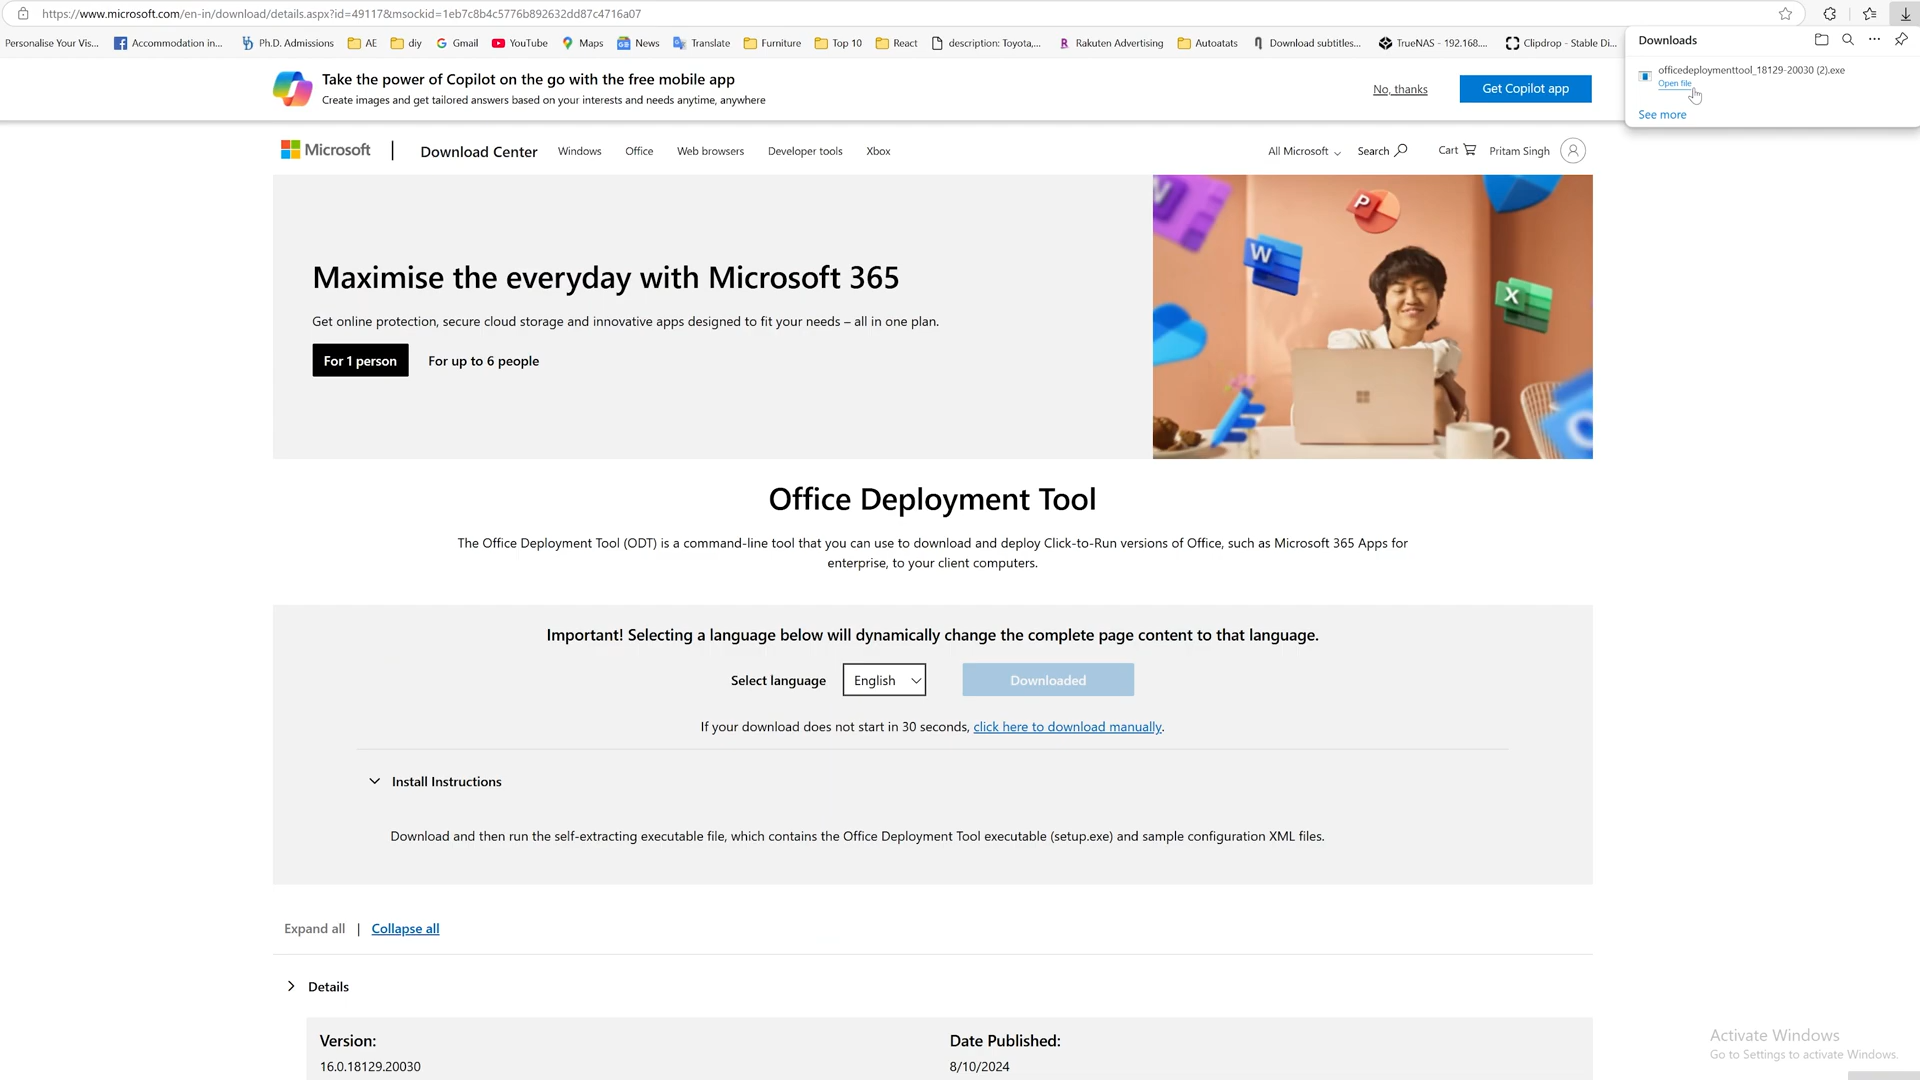 https://www.microsoft.com/en-in/download/details.aspx?id=49117&msockid=1eb7c8b4c5776b892632dd87c4716a07
Personalise Your Vis...
Accommodation in...
Ph.D. Admissions
AE
diy
Gmail
YouTube
Maps
News
Translate
Furniture
Top 10
React
description: Toyota,...
Rakuten Advertising
Autoatats
Download subtitles...
TrueNAS - 192.168....
Clipdrop - Stable Di...
Downloads
officedeploymenttool_18129-20030 (2).exe
Open file
See more
Take the power of Copilot on the go with the free mobile app
Create images and get tailored answers based on your interests and needs anytime, anywhere
No, thanks
Get Copilot app
Microsoft
Download Center
Windows
Office
Web browsers
Developer tools
Xbox
All Microsoft
Search
Cart
Pritam Singh
Maximise the everyday with Microsoft 365
Get online protection, secure cloud storage and innovative apps designed to fit your needs – all in one plan.
For 1 person
For up to 6 people
P
W
X
Office Deployment Tool
The Office Deployment Tool (ODT) is a command-line tool that you can use to download and deploy Click-to-Run versions of Office, such as Microsoft 365 Apps for
enterprise, to your client computers.
Important! Selecting a language below will dynamically change the complete page content to that language.
Select language
English
Downloaded
If your download does not start in 30 seconds, click here to download manually.
Install Instructions
Download and then run the self-extracting executable file, which contains the Office Deployment Tool executable (setup.exe) and sample configuration XML files.
Expand all | Collapse all
Details
Version:
16.0.18129.20030
Date Published:
8/10/2024
Activate Windows
Go to Settings to activate Windows.